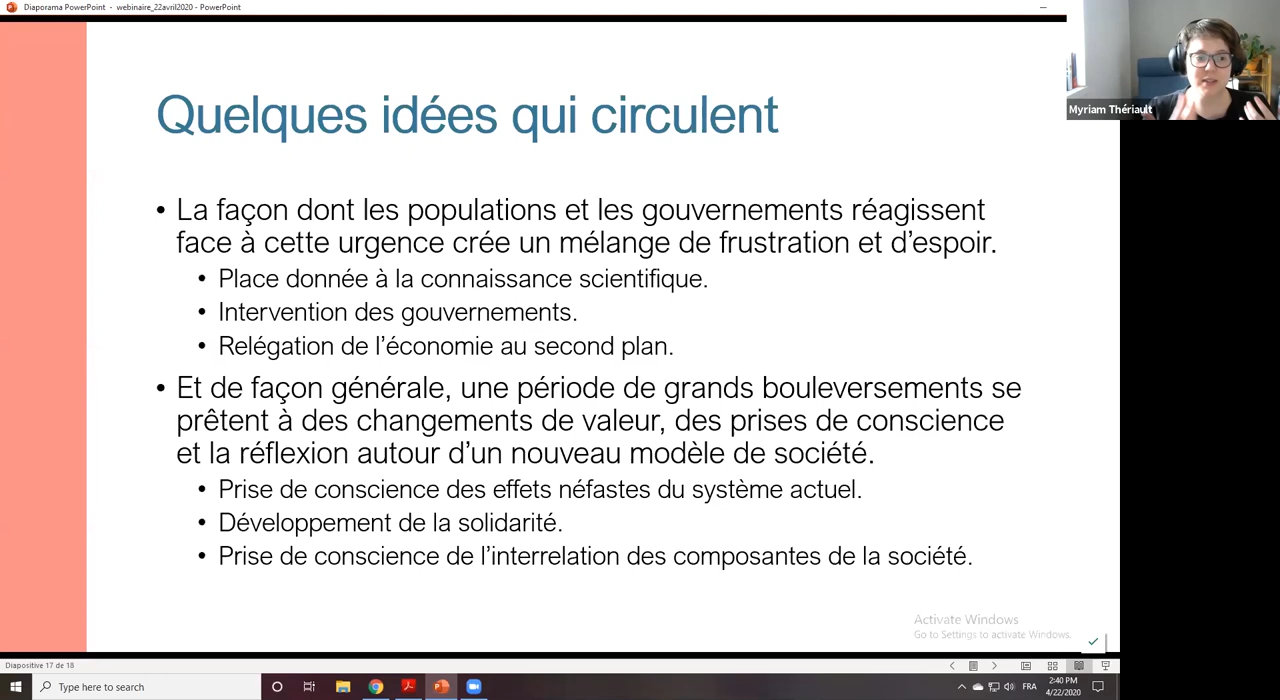 Diaporama PowerPoint - webinaire_22avril2020 - PowerPoint
Myriam Thériault
Quelques idées qui circulent
• La façon dont les populations et les gouvernements réagissent
face à cette urgence crée un mélange de frustration et d'espoir.
• Place donnée à la connaissance scientifique.
• Intervention des gouvernements.
• Relégation de l'économie au second plan.
• Et de façon générale, une période de grands bouleversements se
prêtent à des changements de valeur, des prises de conscience
et la réflexion autour d'un nouveau modèle de société.
• Prise de conscience des effets néfastes du système actuel.
• Développement de la solidarité.
• Prise de conscience de l'interrelation des composantes de la société.
Activate Windows
Go to Settings to activate Windows.
Diapositive 17 de 18
Type here to search
FRA
2:40 PM
4/22/2020